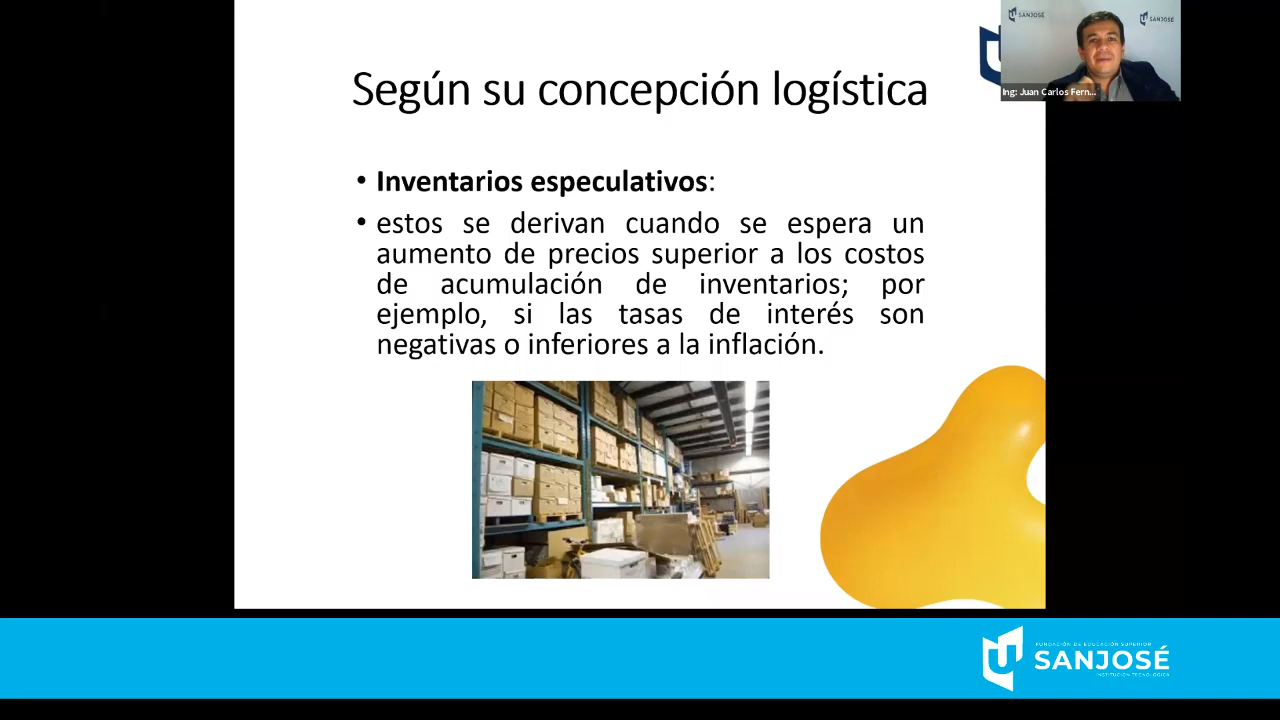 Según su concepción logística
SANJOSÉ
SANJOSÉ
Ing: Juan Carlos Fern...
• Inventarios especulativos:
• estos se derivan cuando se espera un
aumento de precios superior a los costos
de acumulación de inventarios; por
ejemplo, si las tasas de interés son
negativas o inferiores a la inflación.
FUNDACIÓN DE EDUCACIÓN SUPERIOR
SANJOSÉ
INSTITUCIÓN TECNOLÓGICA